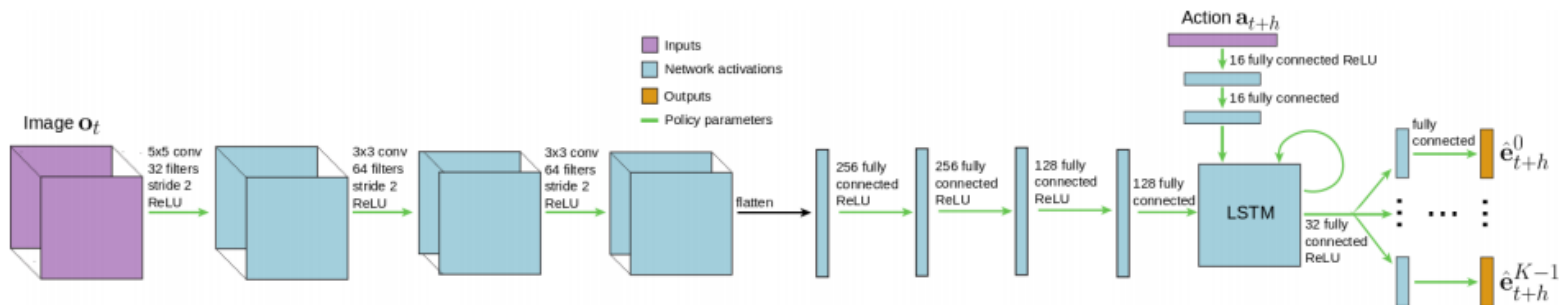 Action a_{t+h}
Inputs
Network activations
Outputs
Policy parameters
16 fully connected ReLU
16 fully connected
Image o_t
5x5 conv
32 filters
stride 2
ReLU
3x3 conv
64 filters
stride 2
ReLU
3x3 conv
64 filters
stride 2
ReLU
flatten
256 fully
connected
ReLU
256 fully
connected
ReLU
128 fully
connected
ReLU
128 fully
connected
LSTM
32 fully
connected
ReLU
fully
connected
ê^0_{t+h}
...
ê^{K-1}_{t+h}